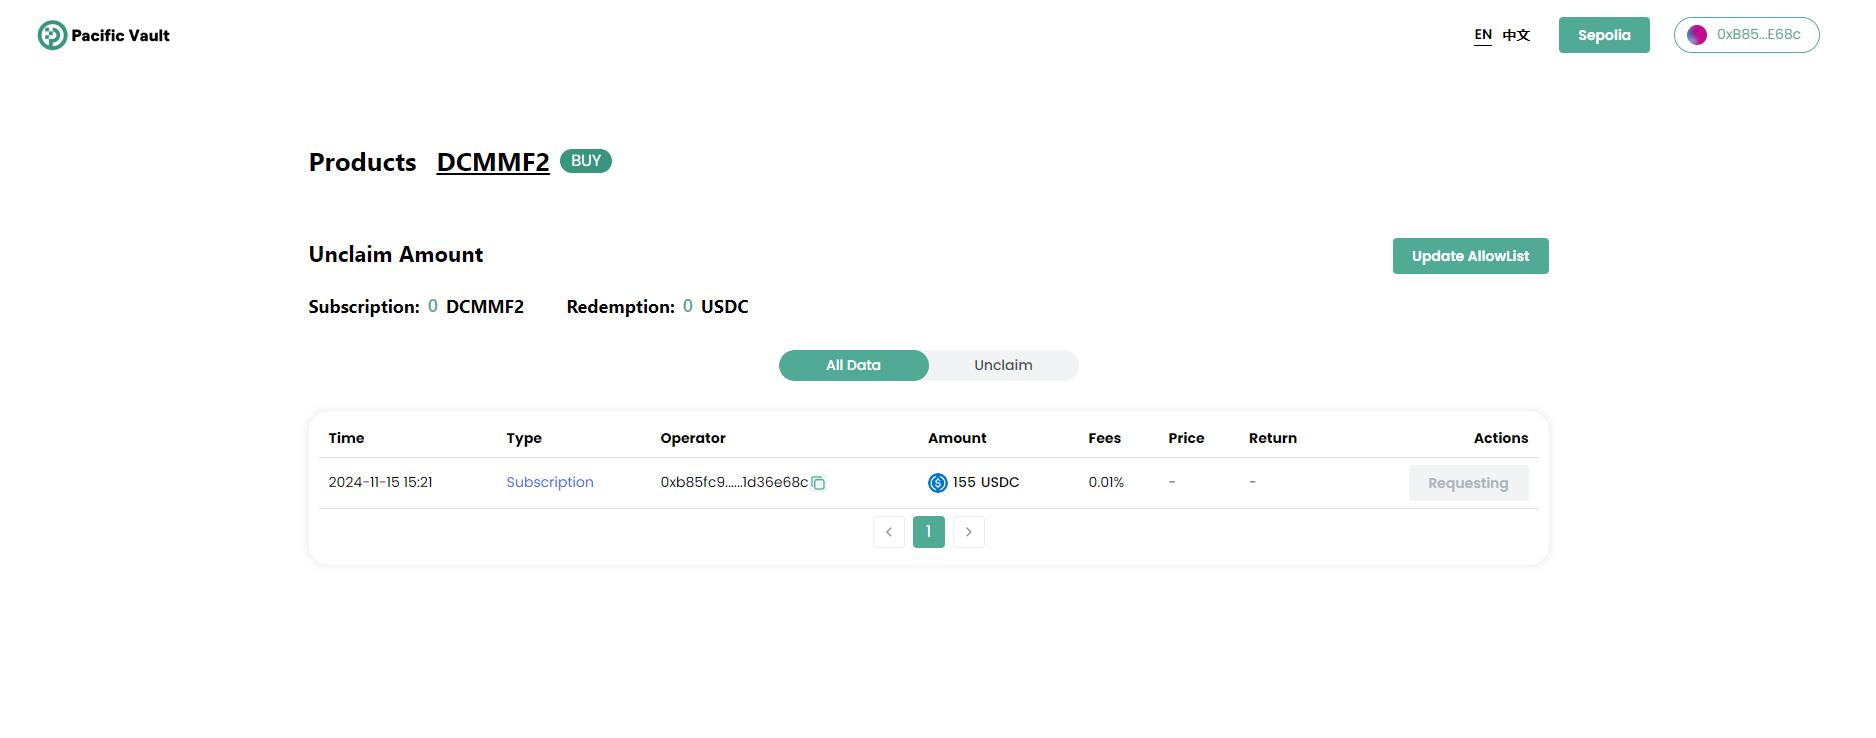 Pacific Vault
EN 中文 Sepolia 0xB85...E68c
Products DCMMF2 BUY
Unclaim Amount
Update AllowList
Subscription: 0 DCMMF2 Redemption: 0 USDC
All Data Unclaim
Time Type Operator Amount Fees Price Return Actions
2024-11-15 15:21 Subscription 0xb85fc9......1d36e68c 155 USDC 0.01% - - Requesting
< 1 >